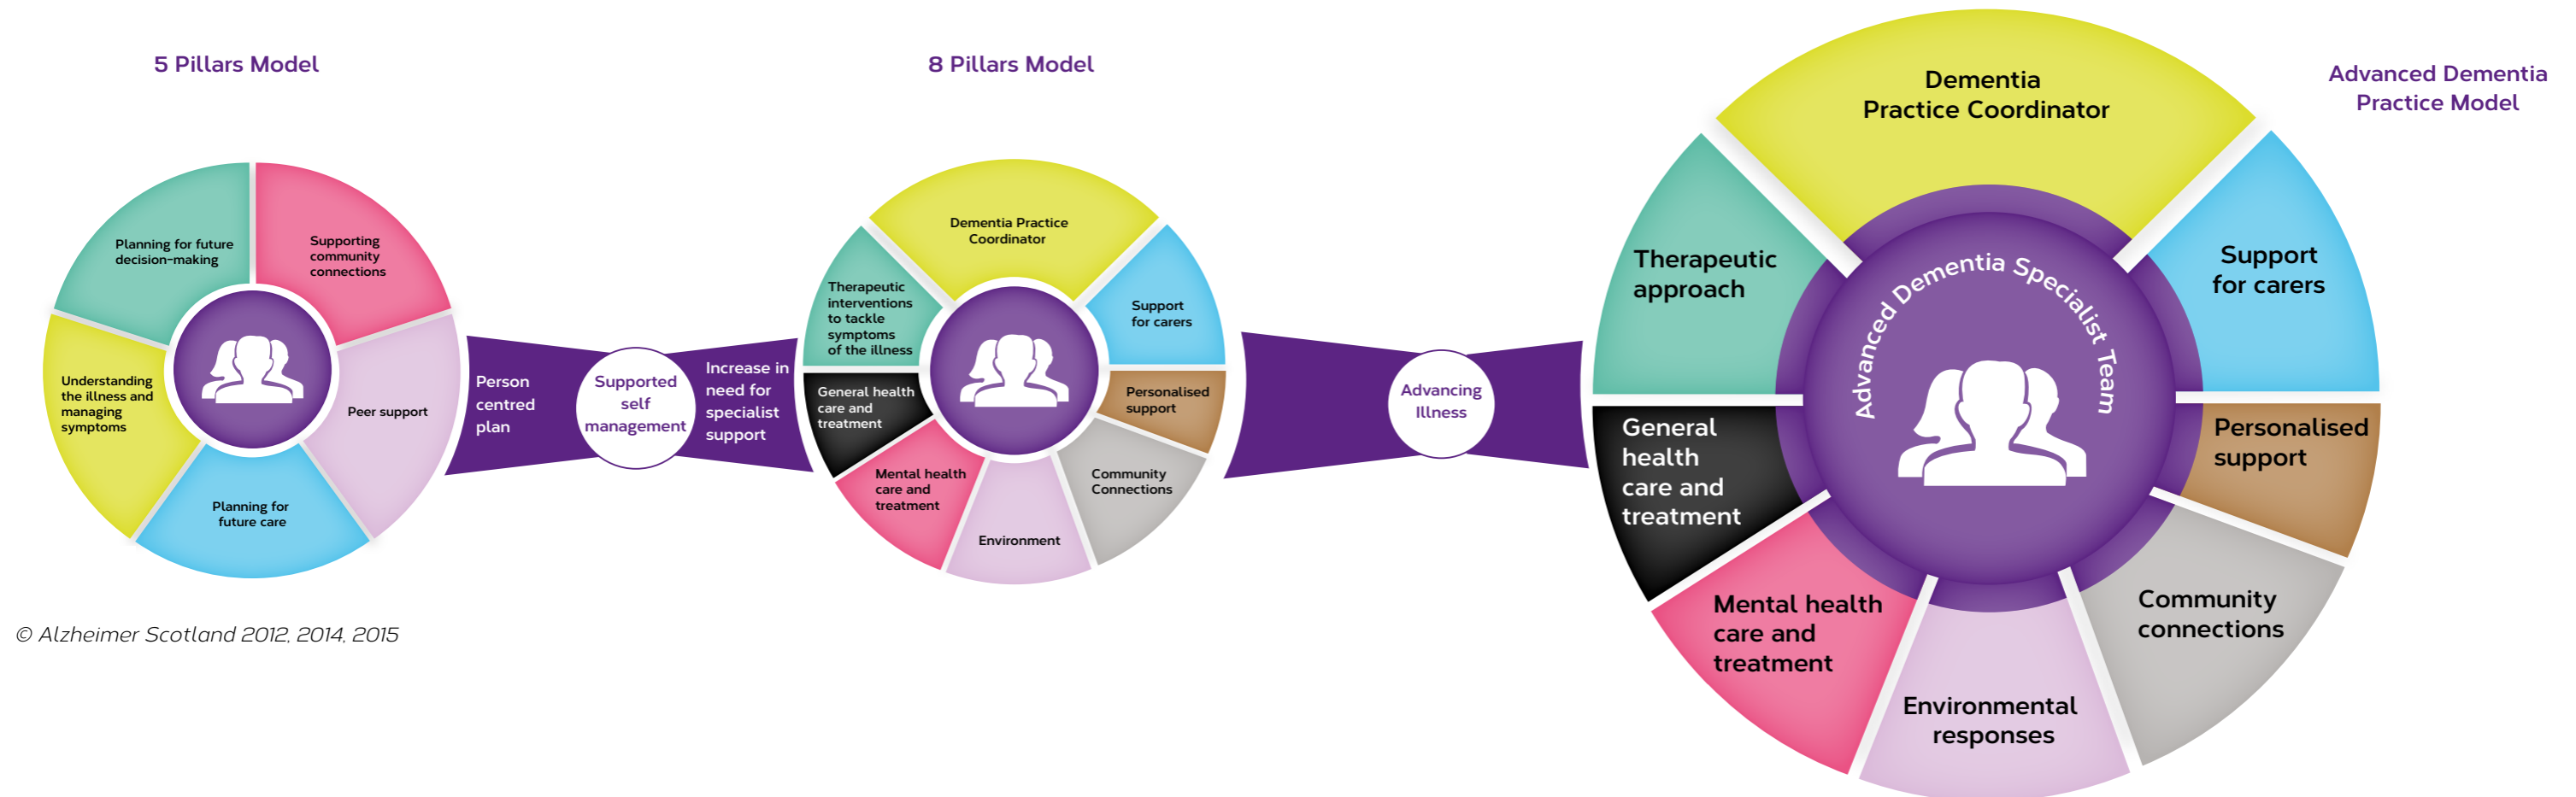 5 Pillars Model
Planning for future
decision-making
Supporting
community
connections
Peer support
Planning for
future care
Understanding
the illness and
managing
symptoms
© Alzheimer Scotland 2012, 2014, 2015
Person
centred
plan
Supported
self
management
Increase in
need for
specialist
support
8 Pillars Model
Dementia Practice
Coordinator
Support
for carers
Personalised
support
Community
Connections
Environment
Mental health
care and
treatment
General health
care and
treatment
Therapeutic
interventions
to tackle
symptoms
of the illness
Advancing
Illness
Advanced Dementia
Practice Model
Dementia
Practice Coordinator
Support
for carers
Personalised
support
Community
connections
Environmental
responses
Mental health
care and
treatment
General
health
care and
treatment
Therapeutic
approach
Advanced Dementia Specialist Team